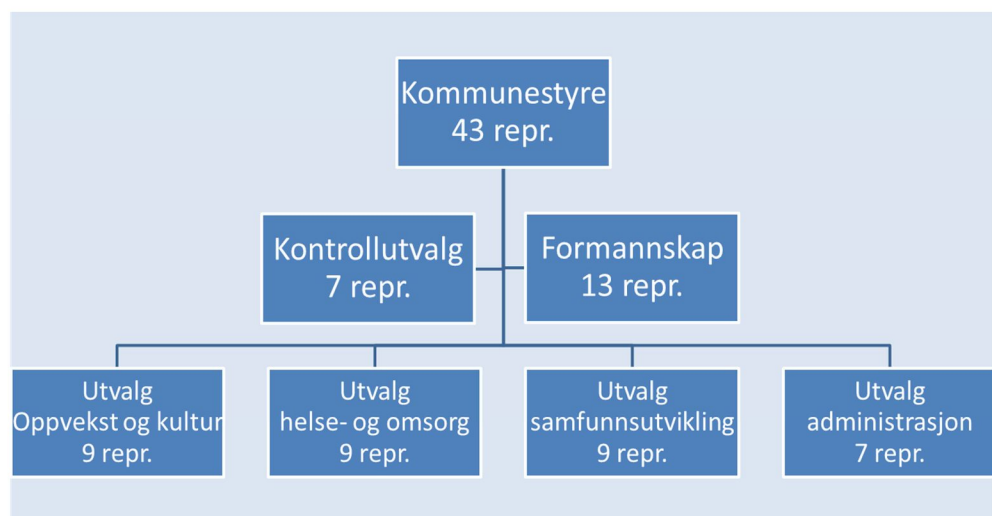 Kommunestyre
43 repr.
Kontrollutvalg
7 repr.
Formannskap
13 repr.
Utvalg
Oppvekst og kultur
9 repr.
Utvalg
helse- og omsorg
9 repr.
Utvalg
samfunnsutvikling
9 repr.
Utvalg
administrasjon
7 repr.